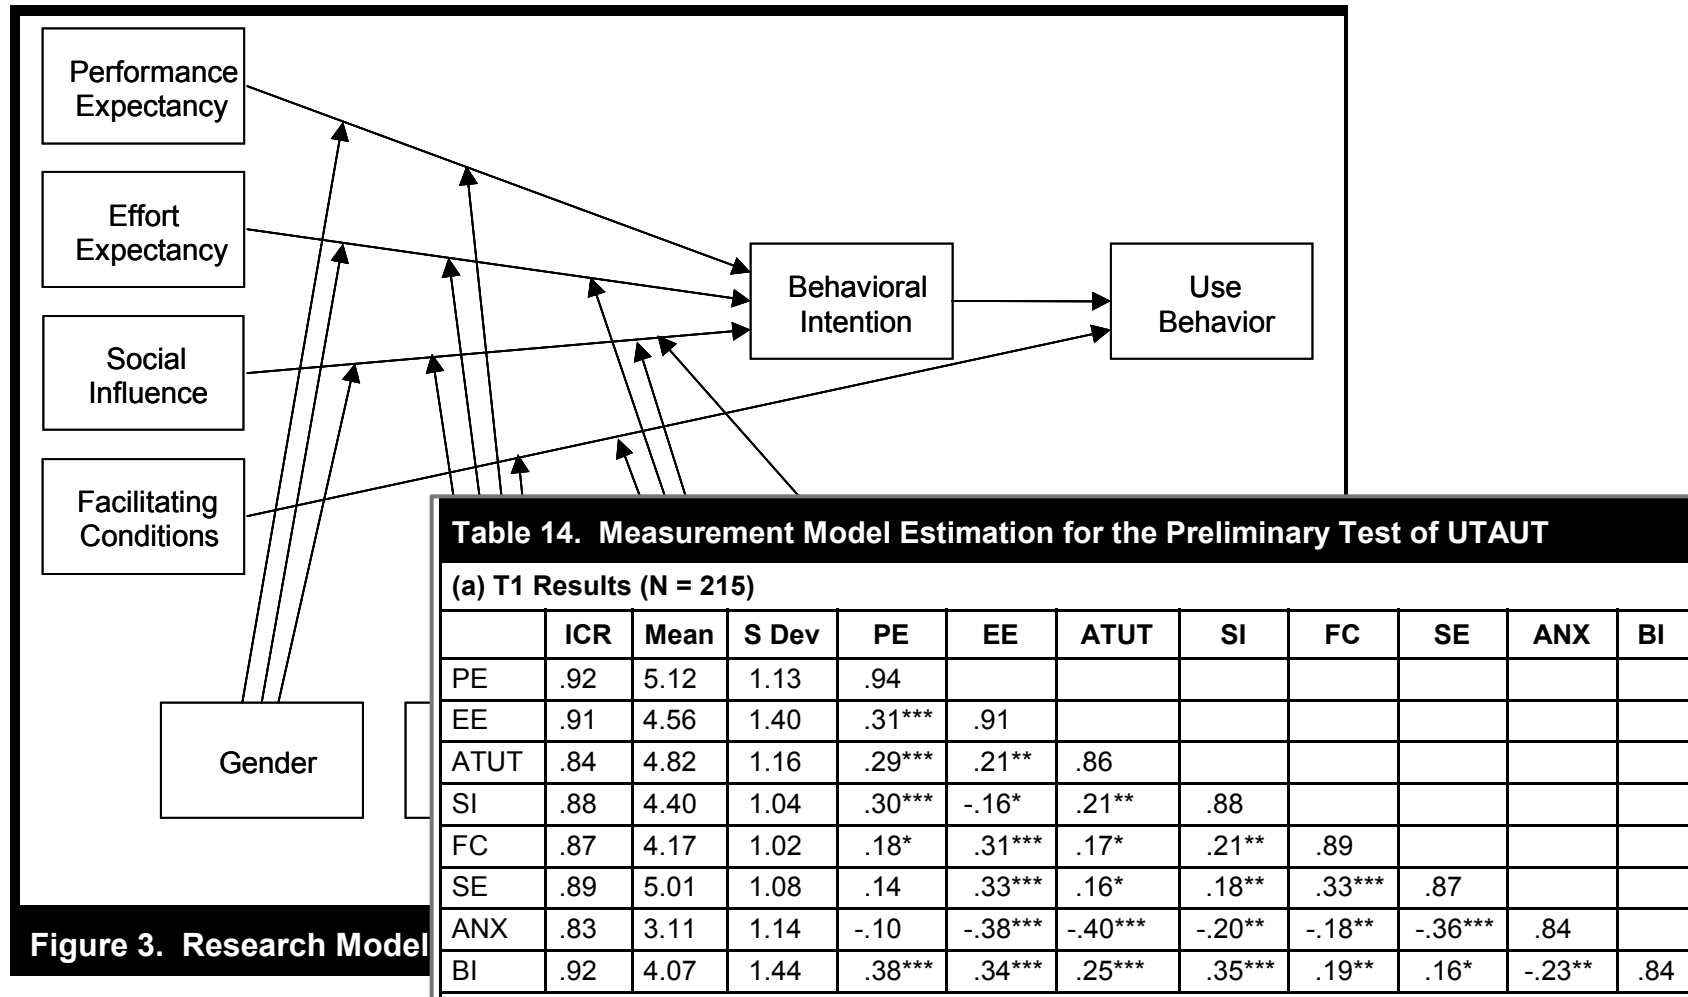 Performance
Expectancy
Effort
Expectancy
Social
Influence
Facilitating
Conditions
Behavioral
Intention
Use
Behavior
Gender
Figure 3. Research Model
Table 14. Measurement Model Estimation for the Preliminary Test of UTAUT
(a) T1 Results (N = 215)
ICR Mean S Dev PE EE ATUT SI FC SE ANX BI
PE .92 5.12 1.13 .94
EE .91 4.56 1.40 .31*** .91
ATUT .84 4.82 1.16 .29*** .21** .86
SI .88 4.40 1.04 .30*** -.16* .21** .88
FC .87 4.17 1.02 .18* .31*** .17* .21** .89
SE .89 5.01 1.08 .14 .33*** .16* .18** .33*** .87
ANX .83 3.11 1.14 -.10 -.38*** -.40*** -.20** -.18** -.36*** .84
BI .92 4.07 1.44 .38*** .34*** .25*** .35*** .19** .16* -.23** .84